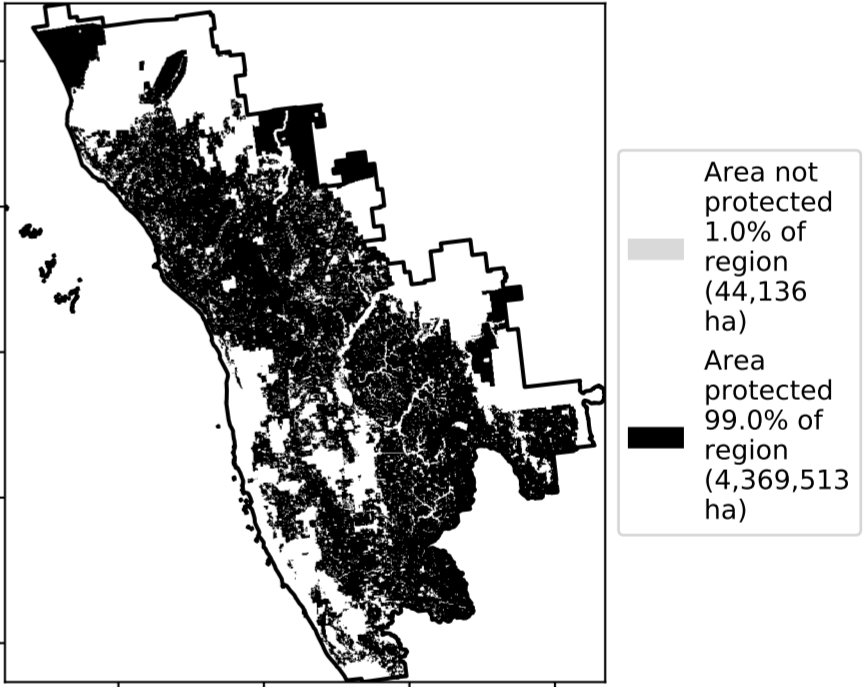 Area not
protected
1.0% of
region
(44,136
ha)
Area
protected
99.0% of
region
(4,369,513
ha)